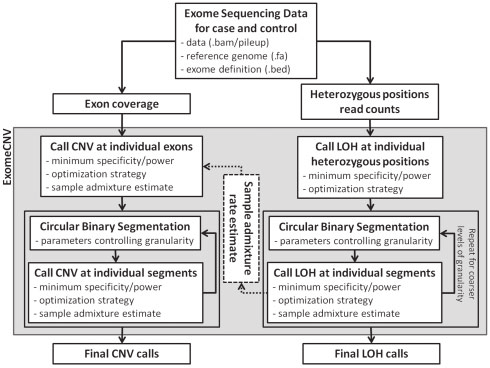 Exome Sequencing Data
for case and control
- data (.bam/pileup)
- reference genome (.fa)
- exome definition (.bed)
Exon coverage
Heterozygous positions
read counts
ExomeCNV
Call CNV at individual exons
- minimum specificity/power
- optimization strategy
- sample admixture estimate
Call LOH at individual
heterozygous positions
- minimum specificity/power
- optimization strategy
Sample admixture
rate estimate
Circular Binary Segmentation
- parameters controlling granularity
Call CNV at individual segments
- minimum specificity/power
- optimization strategy
- sample admixture estimate
Circular Binary Segmentation
- parameters controlling granularity
Call LOH at individual segments
- minimum specificity/power
- optimization strategy
- sample admixture estimate
Repeat for coarser
levels of granularity
Final CNV calls
Final LOH calls